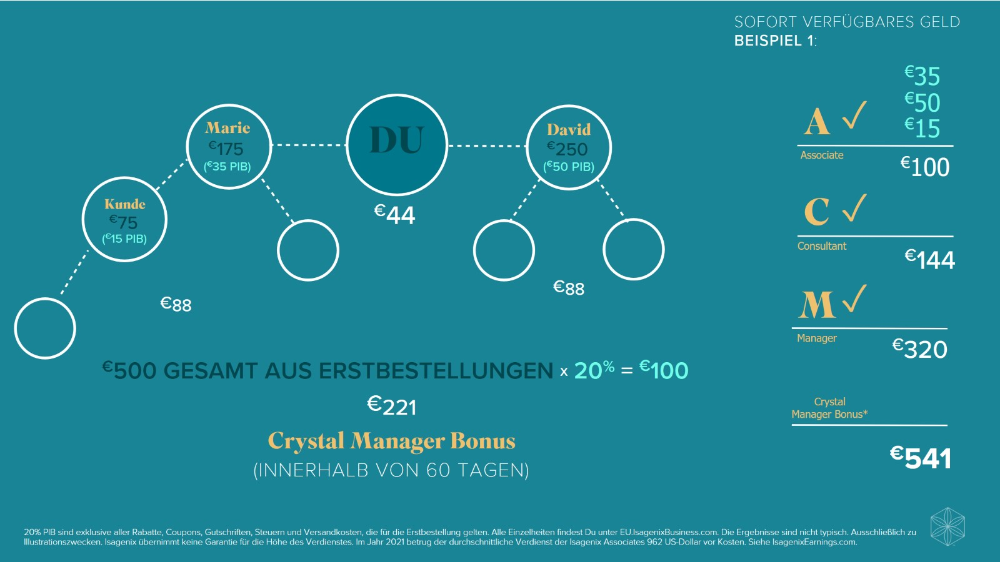 SOFORT VERFÜGBARES GELD
BEISPIEL 1:
Marie
€175
(€35 PIB)
DU
€44
David
€250
(€50 PIB)
Kunde
€75
(€15 PIB)
€88
€88
€500 GESAMT AUS ERSTBESTELLUNGEN x 20% = €100
€221
Crystal Manager Bonus
(INNERHALB VON 60 TAGEN)
€35
€50
€15
A ✓
Associate
€100
C ✓
Consultant
€144
M ✓
Manager
€320
Crystal
Manager Bonus*
€541
20% PIB sind exklusive aller Rabatte, Coupons, Gutschriften, Steuern und Versandkosten, die für die Erstbestellung gelten. Alle Einzelheiten findest Du unter EU.IsagenixBusiness.com. Die Ergebnisse sind nicht typisch. Ausschließlich zu
Illustrationszwecken. Isagenix übernimmt keine Garantie für die Höhe des Verdienstes. Im Jahr 2021 betrug der durchschnittliche Verdienst der Isagenix Associates 962 US-Dollar vor Kosten. Siehe IsagenixEarnings.com.